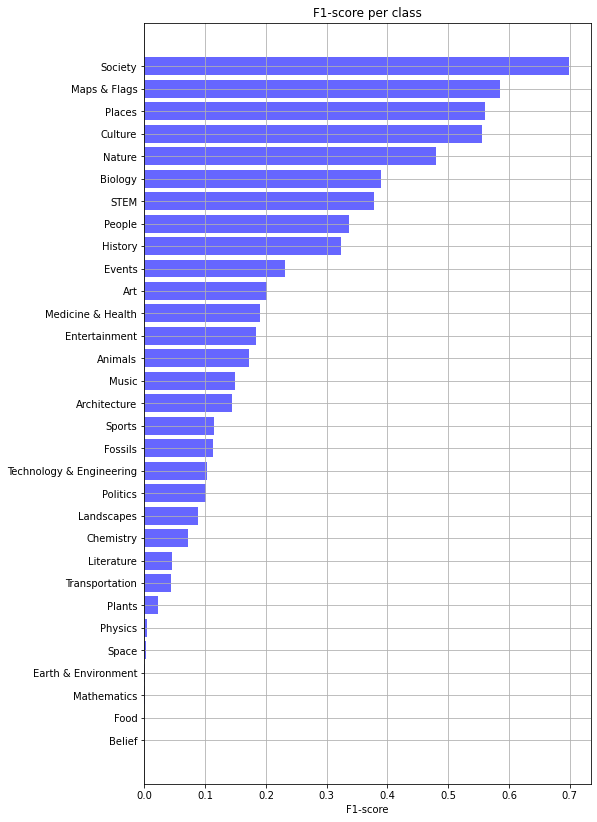 F1-score per class
Society
Maps & Flags
Places
Culture
Nature
Biology
STEM
People
History
Events
Art
Medicine & Health
Entertainment
Animals
Music
Architecture
Sports
Fossils
Technology & Engineering
Politics
Landscapes
Chemistry
Literature
Transportation
Plants
Physics
Space
Earth & Environment
Mathematics
Food
Belief
0.0 0.1 0.2 0.3 0.4 0.5 0.6 0.7
F1-score